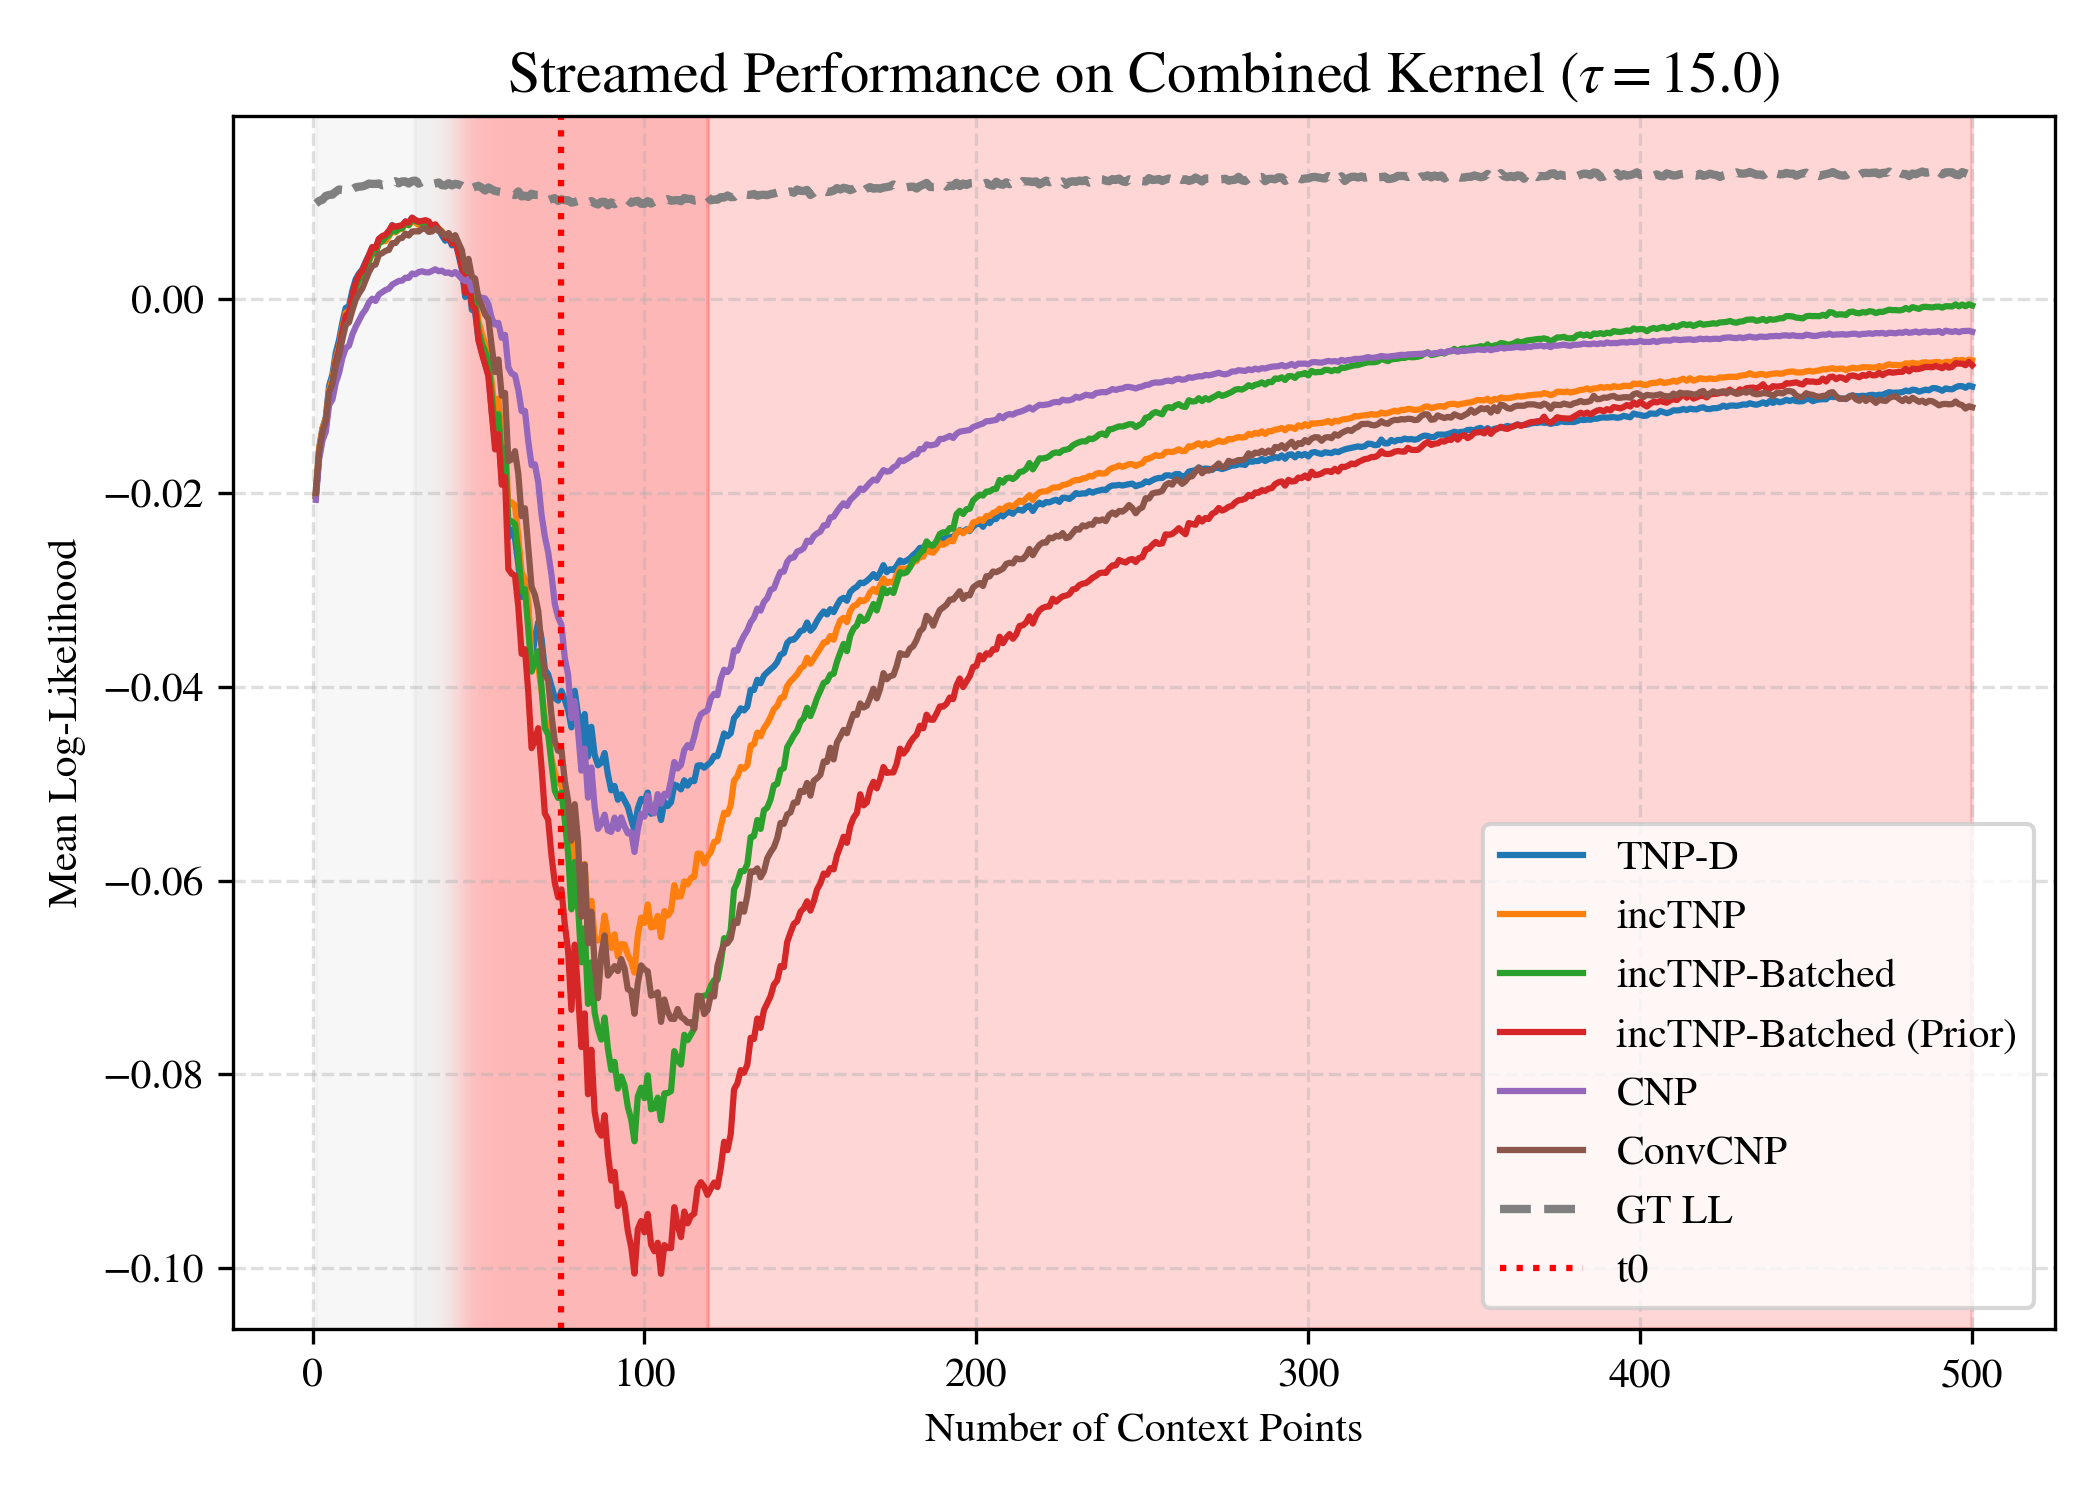 Streamed Performance on Combined Kernel (τ = 15.0)
Mean Log-Likelihood
0.00
−0.02
−0.04
−0.06
−0.08
−0.10
TNP-D
incTNP
incTNP-Batched
incTNP-Batched (Prior)
CNP
ConvCNP
GT LL
t0
0 100 200 300 400 500
Number of Context Points